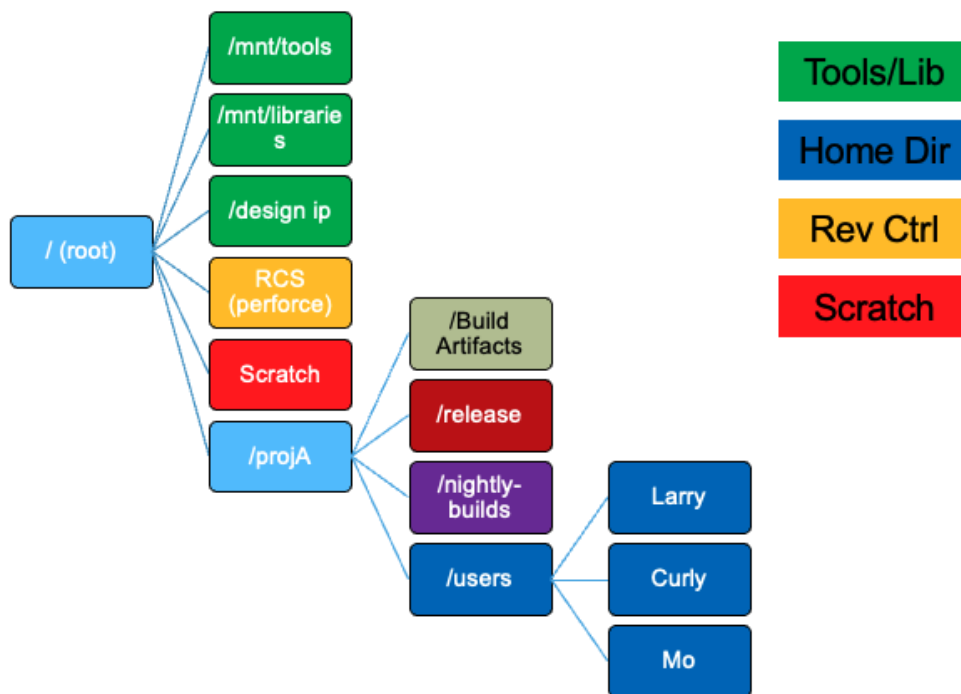 /mnt/tools
/mnt/librarie
s
/design ip
/ (root)
RCS
(perforce)
Scratch
/projA
/Build
Artifacts
/release
/nightly-
builds
/users
Larry
Curly
Mo
Tools/Lib
Home Dir
Rev Ctrl
Scratch